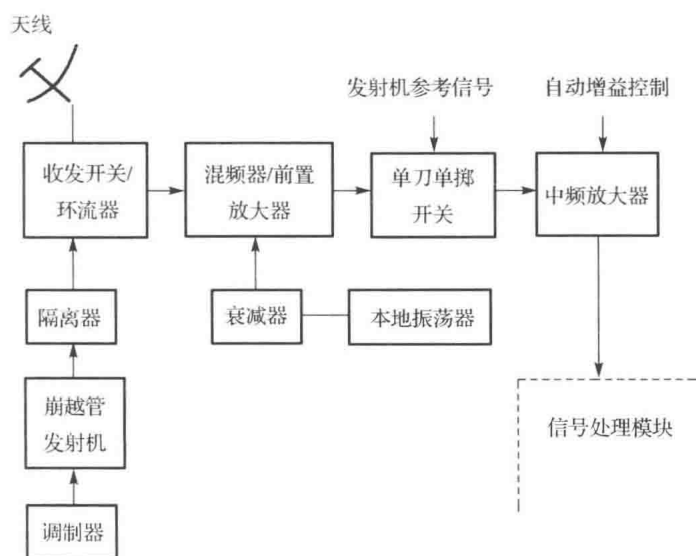 天线
发射机参考信号
自动增益控制
收发开关/
环流器
混频器/前置
放大器
单刀单掷
开关
中频放大器
隔离器
衰减器
本地振荡器
崩越管
发射机
信号处理模块
调制器